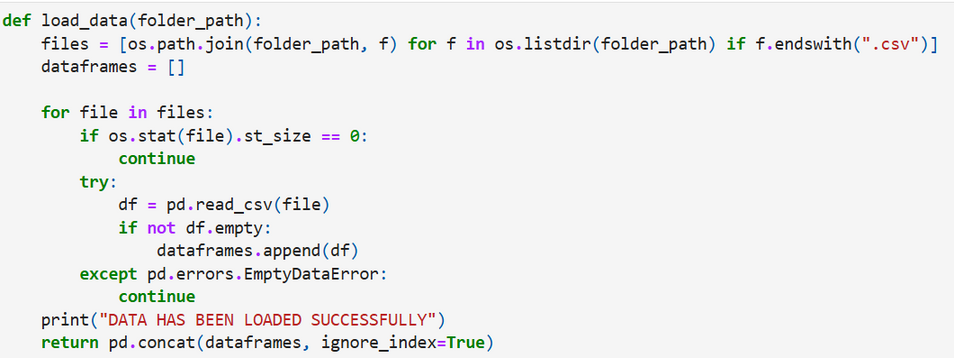 def load_data(folder_path):
    files = [os.path.join(folder_path, f) for f in os.listdir(folder_path) if f.endswith(".csv")]
    dataframes = []

    for file in files:
        if os.stat(file).st_size == 0:
            continue
        try:
            df = pd.read_csv(file)
            if not df.empty:
                dataframes.append(df)
        except pd.errors.EmptyDataError:
            continue
    print("DATA HAS BEEN LOADED SUCCESSFULLY")
    return pd.concat(dataframes, ignore_index=True)